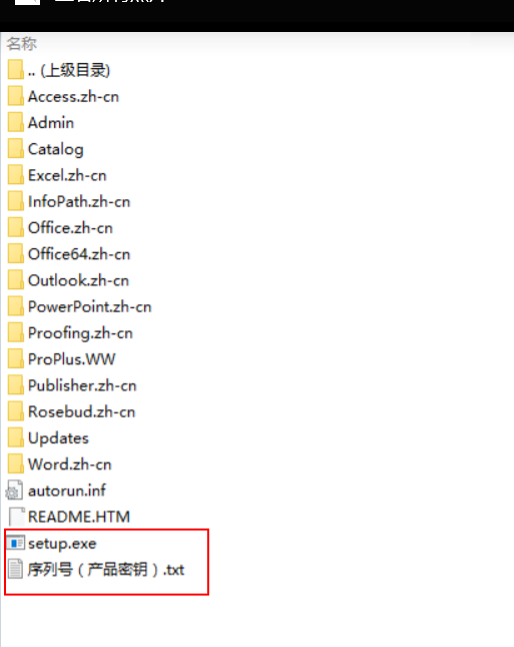 名称
.. (上级目录)
Access.zh-cn
Admin
Catalog
Excel.zh-cn
InfoPath.zh-cn
Office.zh-cn
Office64.zh-cn
Outlook.zh-cn
PowerPoint.zh-cn
Proofing.zh-cn
ProPlus.WW
Publisher.zh-cn
Rosebud.zh-cn
Updates
Word.zh-cn
autorun.inf
README.HTM
setup.exe
序列号（产品密钥）.txt